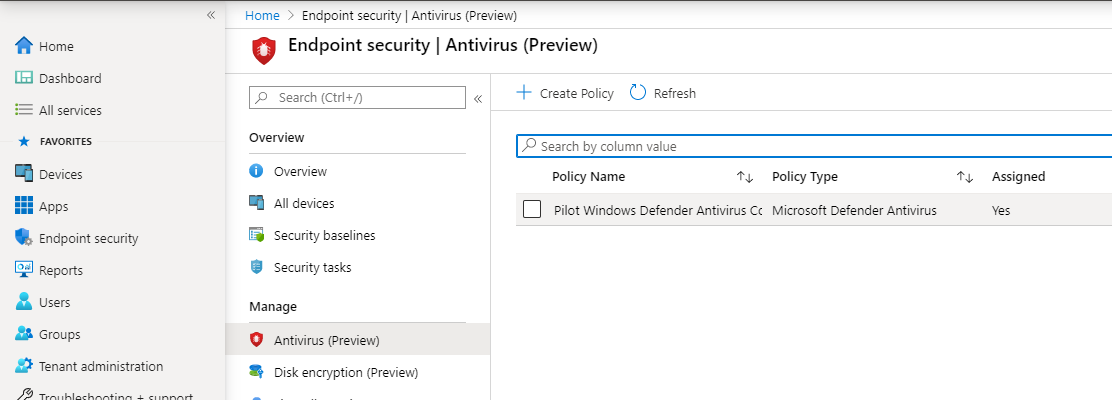 «
Home
Dashboard
All services
FAVORITES
Devices
Apps
Endpoint security
Reports
Users
Groups
Tenant administration
Troubleshooting + support
Home > Endpoint security | Antivirus (Preview)
Endpoint security | Antivirus (Preview)
Search (Ctrl+/)
«
Overview
Overview
All devices
Security baselines
Security tasks
Manage
Antivirus (Preview)
Disk encryption (Preview)
+ Create Policy Refresh
Search by column value
Policy Name ↑↓ Policy Type ↑↓ Assigned
Pilot Windows Defender Antivirus Co Microsoft Defender Antivirus Yes